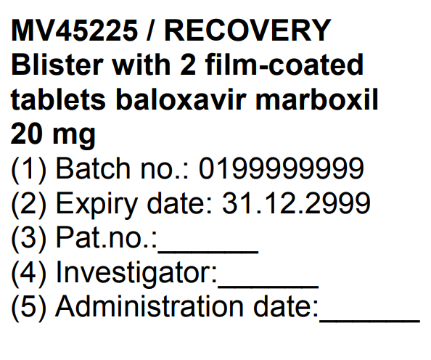 MV45225 / RECOVERY
Blister with 2 film-coated
tablets baloxavir marboxil
20 mg
(1) Batch no.: 0199999999
(2) Expiry date: 31.12.2999
(3) Pat.no.:______
(4) Investigator:______
(5) Administration date:______